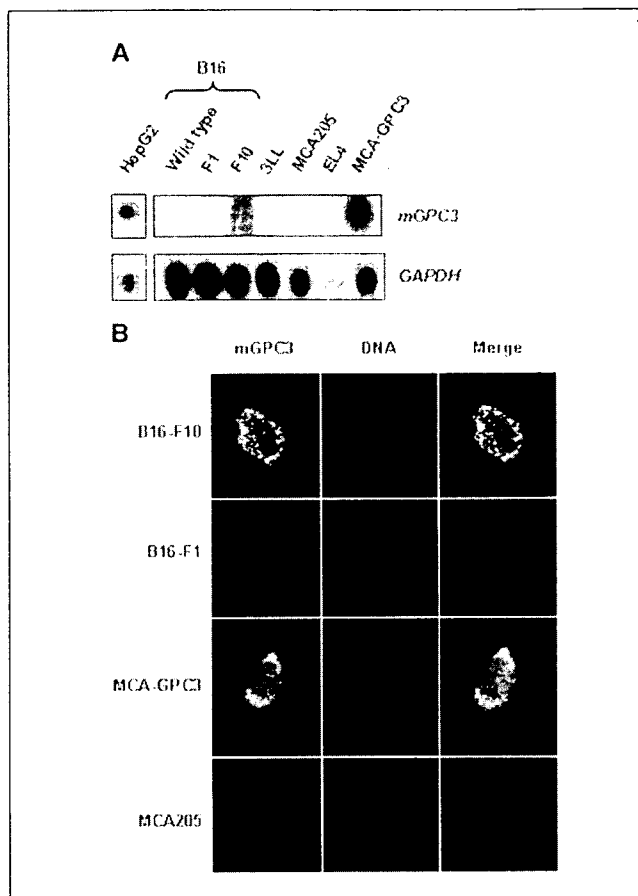 A
B16
HepG2
Wild type
F1
F10
3LL
MCA205
EL4
MCA-GPC3
mGPC3
GAPDH
B
mGPC3 DNA Merge
B16-F10
B16-F1
MCA-GPC3
MCA205